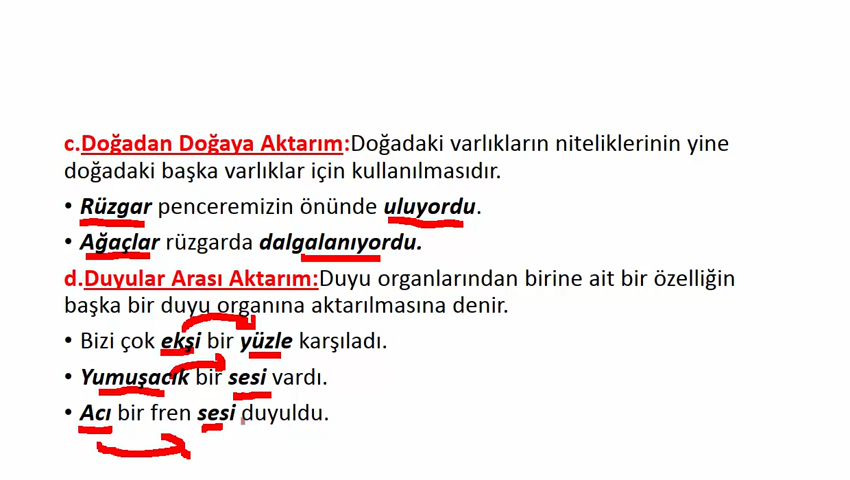 c.Doğadan Doğaya Aktarım:Doğadaki varlıkların niteliklerinin yine
doğadaki başka varlıklar için kullanılmasıdır.
• Rüzgar penceremizin önünde uluyordu.
• Ağaçlar rüzgarda dalgalanıyordu.
d.Duyular Arası Aktarım:Duyu organlarından birine ait bir özelliğin
başka bir duyu organına aktarılmasına denir.
• Bizi çok ekşi bir yüzle karşıladı.
• Yumuşacık bir sesi vardı.
• Acı bir fren sesi duyuldu.